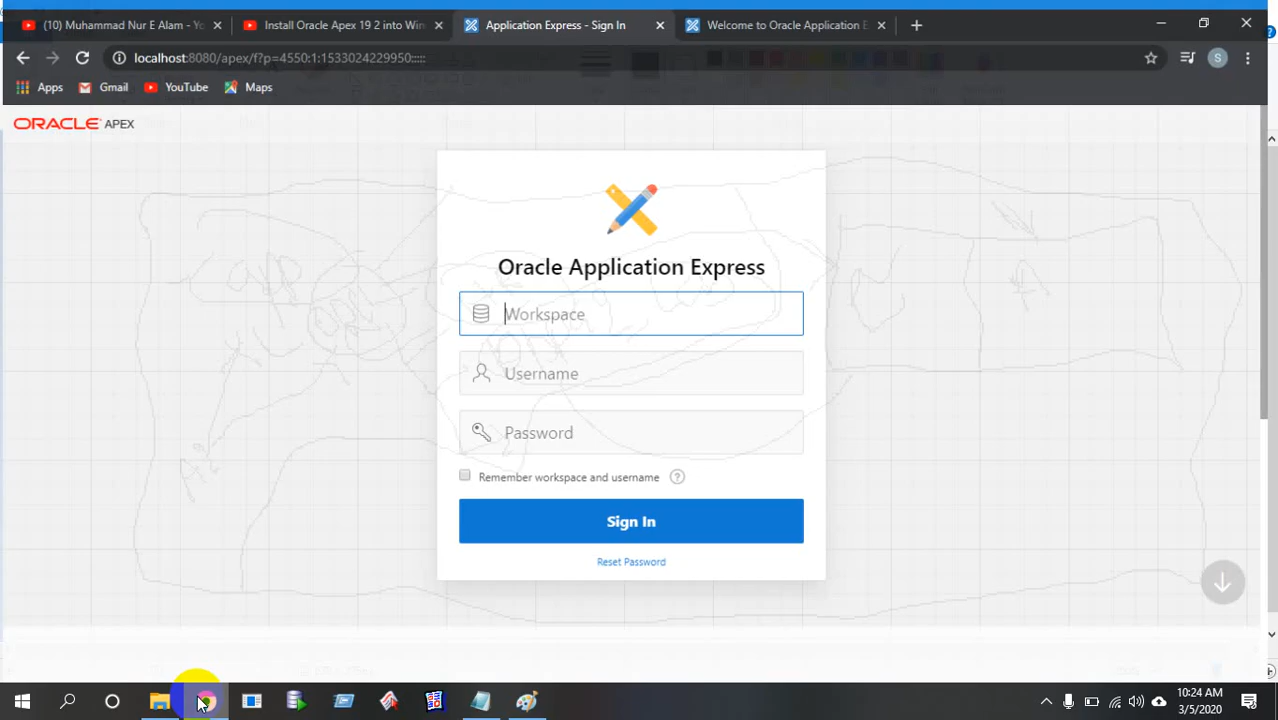 (10) Muhammad Nur E Alam - Yo
Install Oracle Apex 19 2 into Win
Application Express - Sign In
Welcome to Oracle Application E
localhost:8080/apex/f?p=4550:1:1533024229950:::::
S
Apps
Gmail
YouTube
Maps
ORACLE APEX
Oracle Application Express
Workspace
Username
Password
Remember workspace and username ?
Sign In
Reset Password
10:24 AM
3/5/2020